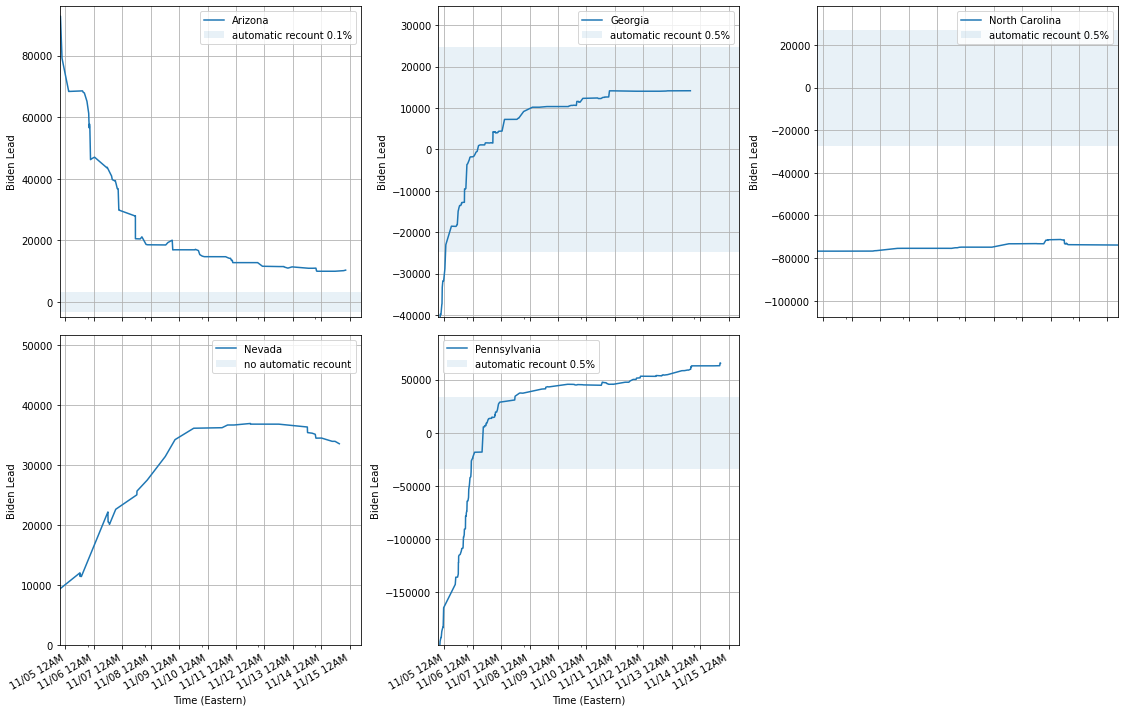 Arizona
automatic recount 0.1%
80000
60000
40000
20000
0
Biden Lead
Georgia
automatic recount 0.5%
30000
20000
10000
0
−10000
−20000
−30000
−40000
Biden Lead
North Carolina
automatic recount 0.5%
20000
0
−20000
−40000
−60000
−80000
−100000
Biden Lead
Nevada
no automatic recount
50000
40000
30000
20000
10000
0
Biden Lead
11/05 12AM
11/06 12AM
11/07 12AM
11/08 12AM
11/09 12AM
11/10 12AM
11/11 12AM
11/12 12AM
11/13 12AM
11/14 12AM
11/15 12AM
Time (Eastern)
Pennsylvania
automatic recount 0.5%
50000
0
−50000
−100000
−150000
Biden Lead
11/05 12AM
11/06 12AM
11/07 12AM
11/08 12AM
11/09 12AM
11/10 12AM
11/11 12AM
11/12 12AM
11/13 12AM
11/14 12AM
11/15 12AM
Time (Eastern)